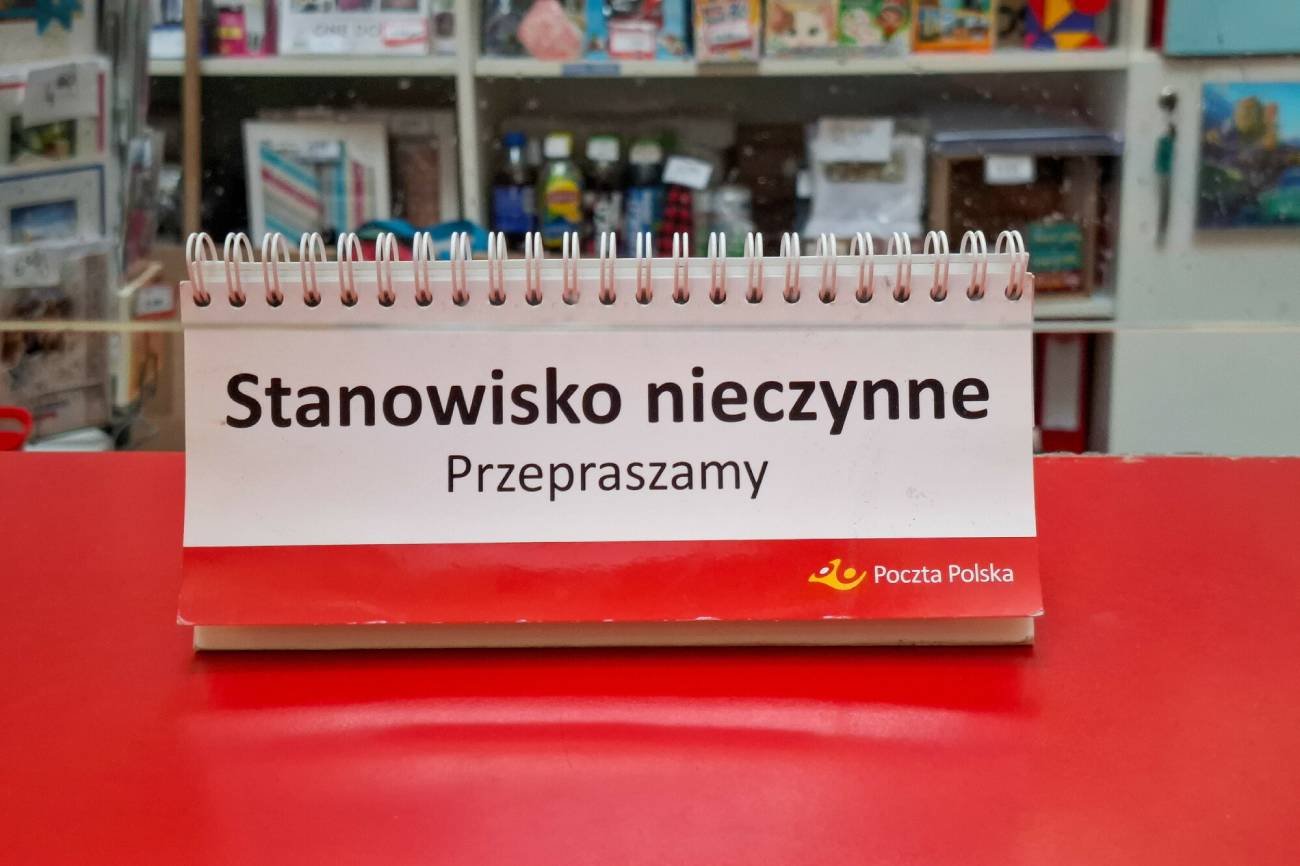 Stanowisko nieczynne
Przepraszamy
Poczta Polska